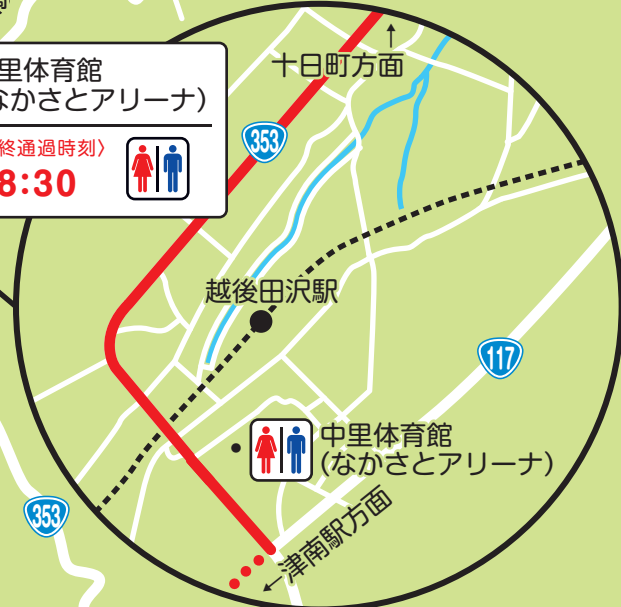 里体育館
なかさとアリーナ）
終通過時刻〉
8:30
十日町方面
353
越後田沢駅
117
中里体育館
（なかさとアリーナ）
353
←津南駅方面